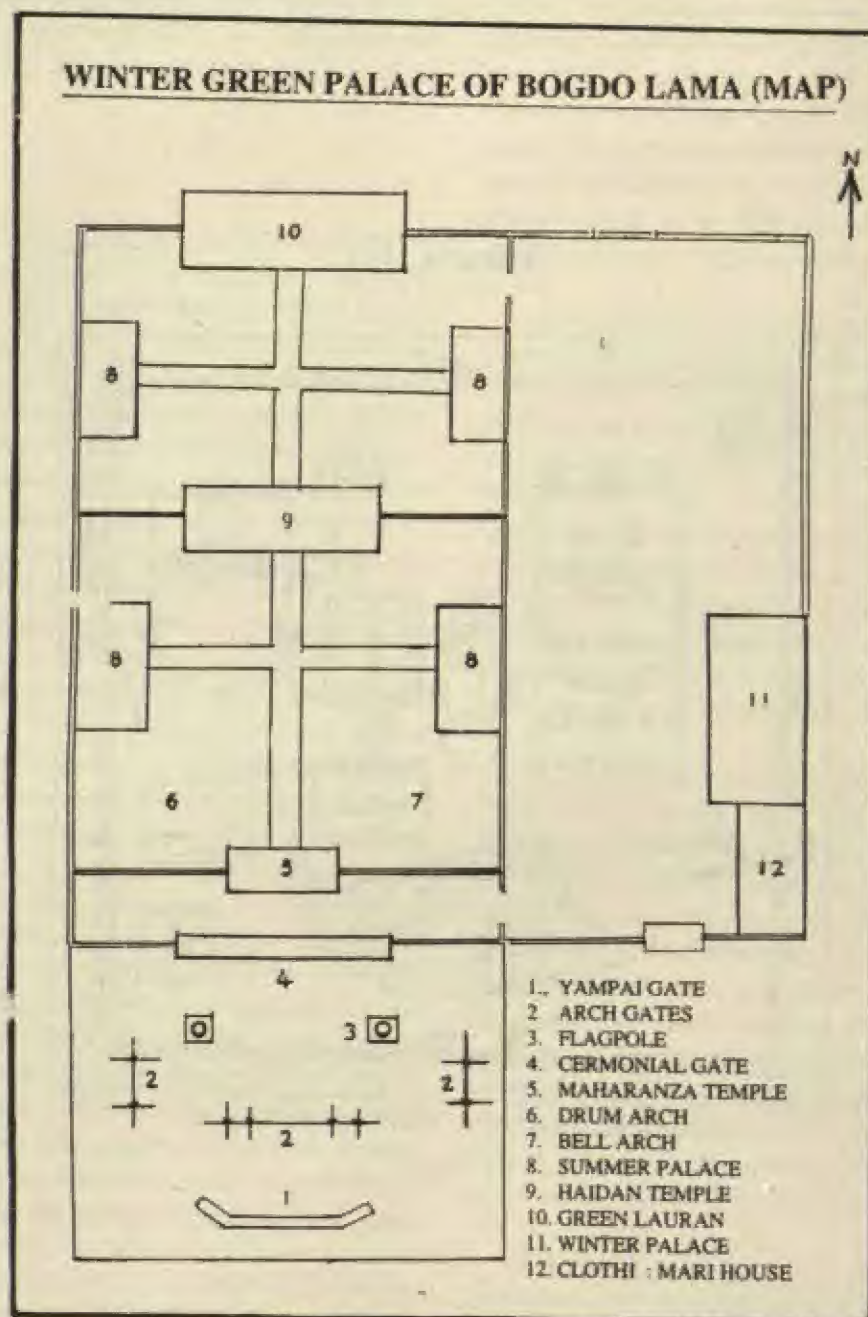 WINTER GREEN PALACE OF BOGDO LAMA (MAP)
N
10
8 8
9
8 8
11
6 7
5 12
4
3
2 2
2
1
1.. YAMPAI GATE
2 ARCH GATES
3. FLAGPOLE
4. CERMONIAL GATE
5. MAHARANZA TEMPLE
6. DRUM ARCH
7. BELL ARCH
8. SUMMER PALACE
9. HAIDAN TEMPLE
10. GREEN LAURAN
11. WINTER PALACE
12. CLOTHI : MARI HOUSE